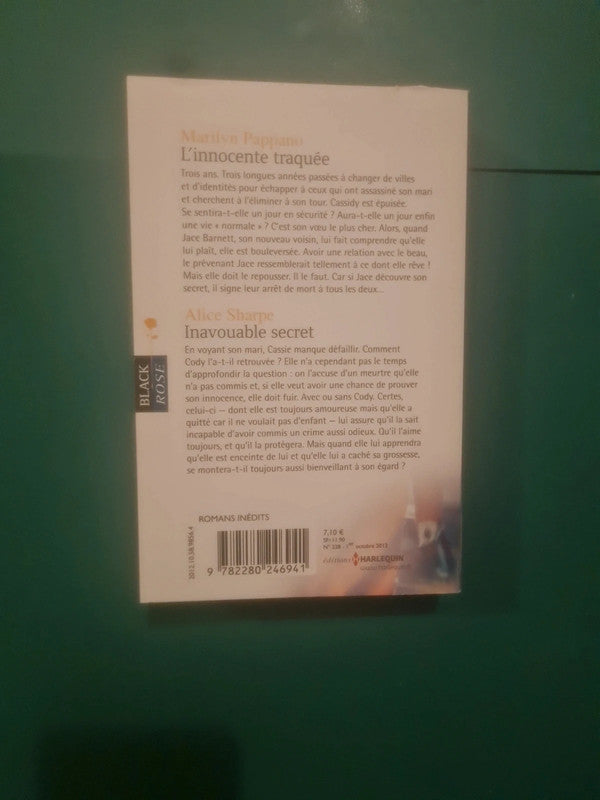 Marilyn Pappano
L'innocente traquée
Trois ans. Trois longues années passées à changer de villes
et d'identités pour échapper à ceux qui ont assassiné son mari
et cherchent à l'éliminer à son tour. Cassidy est épuisée.
Se sentira-t-elle un jour en sécurité ? Aura-t-elle un jour enfin
une vie « normale » ? C'est son vœu le plus cher. Alors, quand
Jace Barnett, son nouveau voisin, lui fait comprendre qu'elle
lui plaît, elle est bouleversée. Avoir une relation avec le beau,
le prévenant Jace ressemblerait tellement à ce dont elle rêve !
Mais elle doit le repousser. Il le faut. Car si Jace découvre son
secret, il signe leur arrêt de mort à tous les deux...
Alice Sharpe
Inavouable secret
En voyant son mari, Cassie manque défaillir. Comment
Cody l'a-t-il retrouvée ? Elle n'a cependant pas le temps
d'approfondir la question : on l'accuse d'un meurtre qu'elle
n'a pas commis et, si elle veut avoir une chance de prouver
son innocence, elle doit fuir. Avec ou sans Cody. Certes,
celui-ci — dont elle est toujours amoureuse mais qu'elle a
quitté car il ne voulait pas d'enfant — lui assure qu'il la sait
incapable d'avoir commis un crime aussi odieux. Qu'il l'aime
toujours, et qu'il la protégera. Mais quand elle lui apprendra
qu'elle est enceinte de lui et qu'elle lui a caché sa grossesse,
se montera-t-il toujours aussi bienveillant à son égard ?
BLACK
ROSE
ROMANS INÉDITS
2012.10.58.9856.4
9 782280 246941
7,10 €
N° 228 - 1er octobre 2012
éditions HARLEQUIN